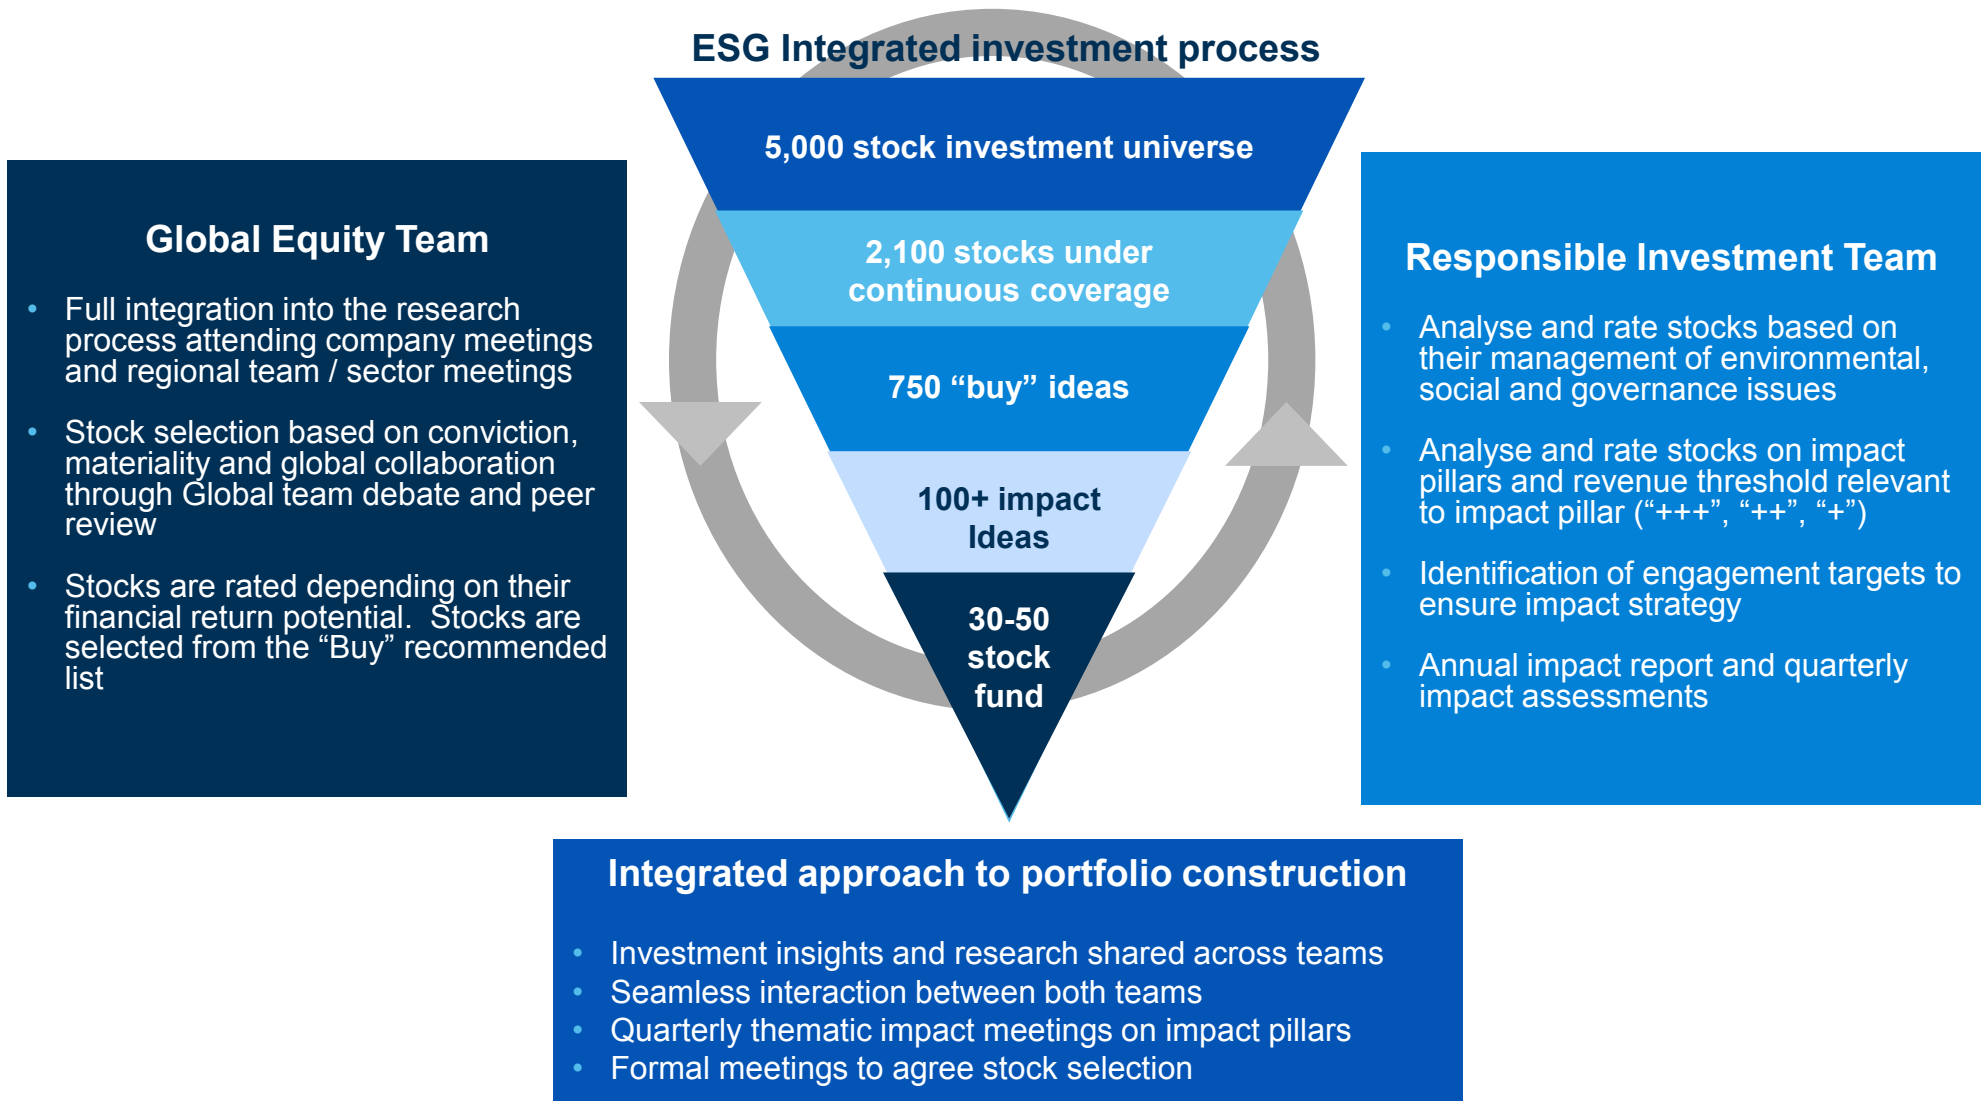 ESG Integrated investment process
5,000 stock investment universe
2,100 stocks under
continuous coverage
750 “buy” ideas
100+ impact
Ideas
30-50
stock
fund
Global Equity Team
• Full integration into the research
process attending company meetings
and regional team / sector meetings
• Stock selection based on conviction,
materiality and global collaboration
through Global team debate and peer
review
• Stocks are rated depending on their
financial return potential.  Stocks are
selected from the “Buy” recommended
list
Responsible Investment Team
• Analyse and rate stocks based on
their management of environmental,
social and governance issues
• Analyse and rate stocks on impact
pillars and revenue threshold relevant
to impact pillar (“+++”, “++”, “+”)
• Identification of engagement targets to
ensure impact strategy
• Annual impact report and quarterly
impact assessments
Integrated approach to portfolio construction
• Investment insights and research shared across teams
• Seamless interaction between both teams
• Quarterly thematic impact meetings on impact pillars
• Formal meetings to agree stock selection